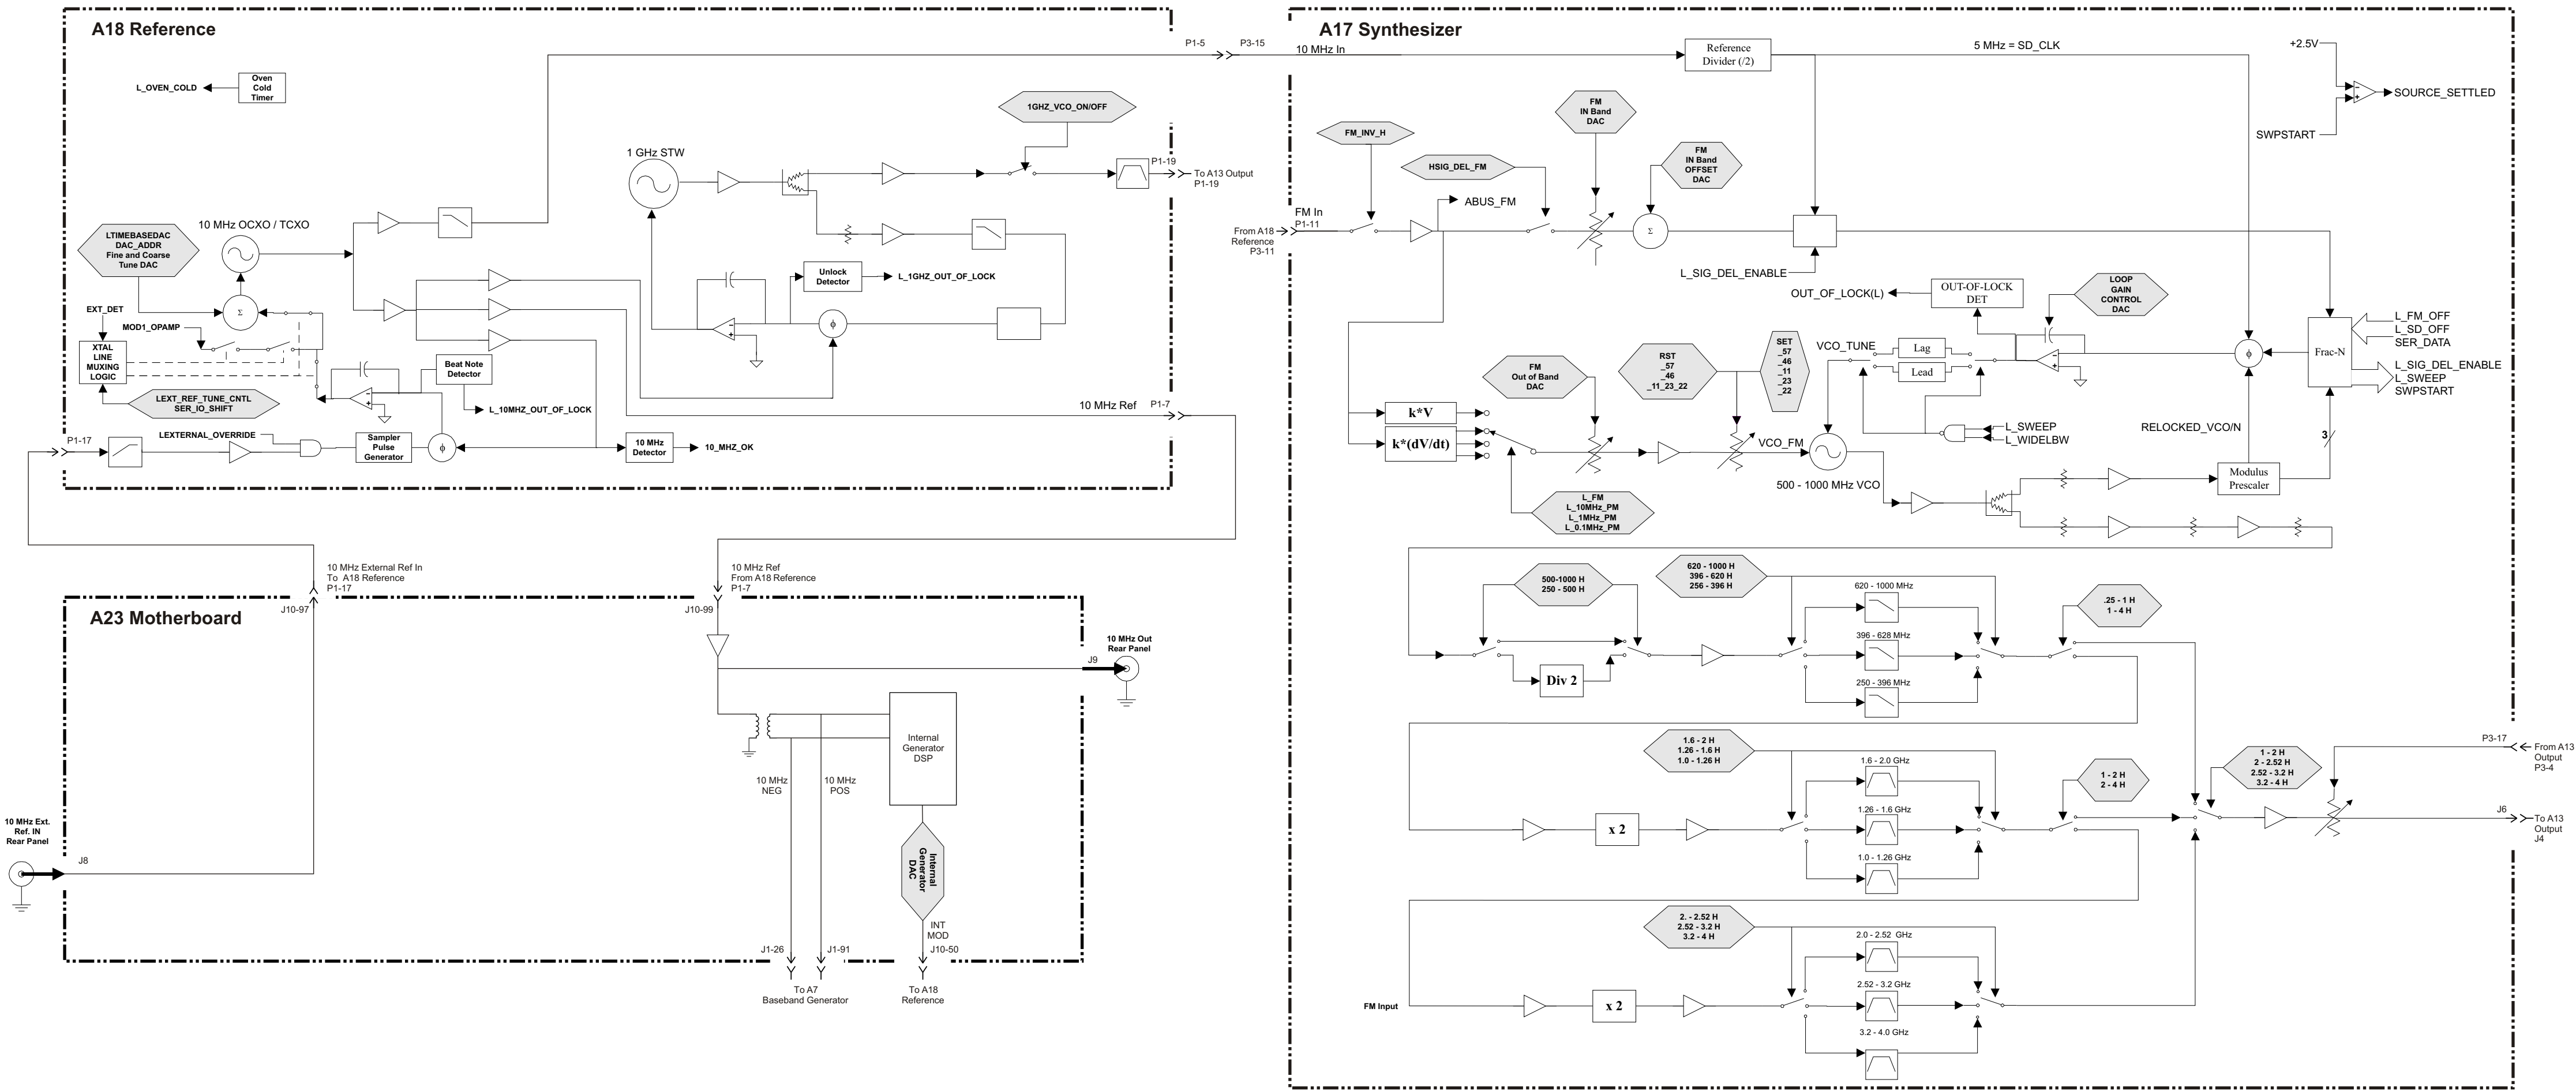 A18 Reference
L_OVEN_COLD
Oven
Cold
Timer
P1-5
P3-15
1GHZ_VCO_ON/OFF
1 GHz STW
P1-19
To A13 Output
P1-19
10 MHz OCXO / TCXO
LTIMEBASEDAC
DAC_ADDR
Fine and Coarse
Tune DAC
Σ
EXT_DET
MOD1_OPAMP
XTAL
LINE
MUXING
LOGIC
LEXT_REF_TUNE_CNTL
SER_IO_SHIFT
Unlock
Detector
L_1GHZ_OUT_OF_LOCK
−
+
ϕ
Beat Note
Detector
−
+
L_10MHZ_OUT_OF_LOCK
10 MHz Ref
P1-7
P1-17
LEXTERNAL_OVERRIDE
Sampler
Pulse
Generator
ϕ
10 MHz
Detector
10_MHZ_OK
10 MHz External Ref In
To A18 Reference
P1-17
10 MHz Ref
From A18 Reference
P1-7
A23 Motherboard
J10-97
J10-99
10 MHz Out
Rear Panel
J9
Internal
Generator
DSP
10 MHz
NEG
10 MHz
POS
Internal
Generator
DAC
10 MHz Ext.
Ref. IN
Rear Panel
J8
INT
MOD
J1-26
J1-91
J10-50
To A7
Baseband Generator
To A18
Reference
A17 Synthesizer
10 MHz In
Reference
Divider (/2)
5 MHz = SD_CLK
+2.5V
−
+
SOURCE_SETTLED
SWPSTART
FM_INV_H
FM
IN Band
DAC
HSIG_DEL_FM
FM
IN Band
OFFSET
DAC
ABUS_FM
FM In
P1-11
From A18
Reference
P3-11
Σ
L_SIG_DEL_ENABLE
OUT_OF_LOCK(L)
OUT-OF-LOCK
DET
LOOP
GAIN
CONTROL
DAC
L_FM_OFF
L_SD_OFF
SER_DATA
Frac-N
L_SIG_DEL_ENABLE
L_SWEEP
SWPSTART
ϕ
−
+
VCO_TUNE
Lag
Lead
FM
Out of Band
DAC
RST
_57
_46
_11_23_22
SET
_57
_46
_11
_23
_22
k*V
k*(dV/dt)
VCO_FM
L_SWEEP
L_WIDELBW
RELOCKED_VCO/N
3
Modulus
Prescaler
500 - 1000 MHz VCO
L_FM
L_10MHz_PM
L_1MHz_PM
L_0.1MHz_PM
500-1000 H
250 - 500 H
620 - 1000 H
396 - 620 H
256 - 396 H
620 - 1000 MHz
.25 - 1 H
1 - 4 H
396 - 628 MHz
Div 2
250 - 396 MHz
1.6 - 2 H
1.26 - 1.6 H
1.0 - 1.26 H
1.6 - 2.0 GHz
1 - 2 H
2 - 4 H
1 - 2 H
2 - 2.52 H
2.52 - 3.2 H
3.2 - 4 H
P3-17
From A13
Output
P3-4
1.26 - 1.6 GHz
x 2
1.0 - 1.26 GHz
J6
To A13
Output
J4
2. - 2.52 H
2.52 - 3.2 H
3.2 - 4 H
2.0 - 2.52 GHz
2.52 - 3.2 GHz
FM Input
x 2
3.2 - 4.0 GHz